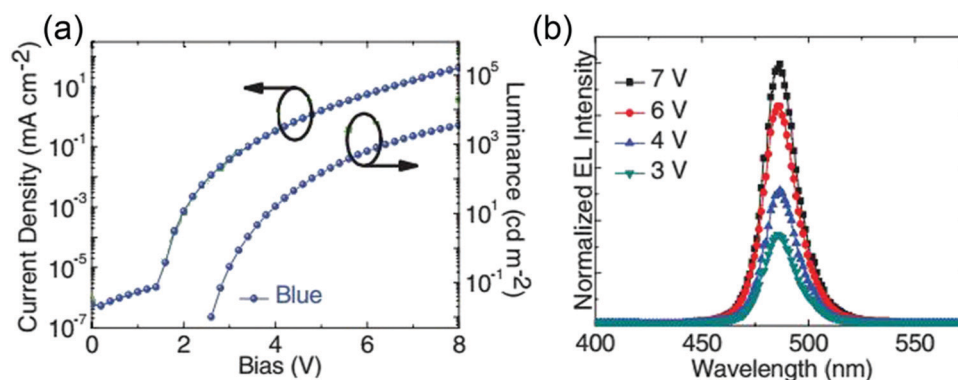 (a)
Current Density (mA cm-2)
10¹
10⁻¹
10⁻³
10⁻⁵
10⁻⁷
0
2
4
6
8
Bias (V)
Blue
10⁵
10³
10¹
10⁻¹
Luminance (cd m-2)
(b)
Normalized EL Intensity
7 V
6 V
4 V
3 V
400
450
500
550
Wavelength (nm)